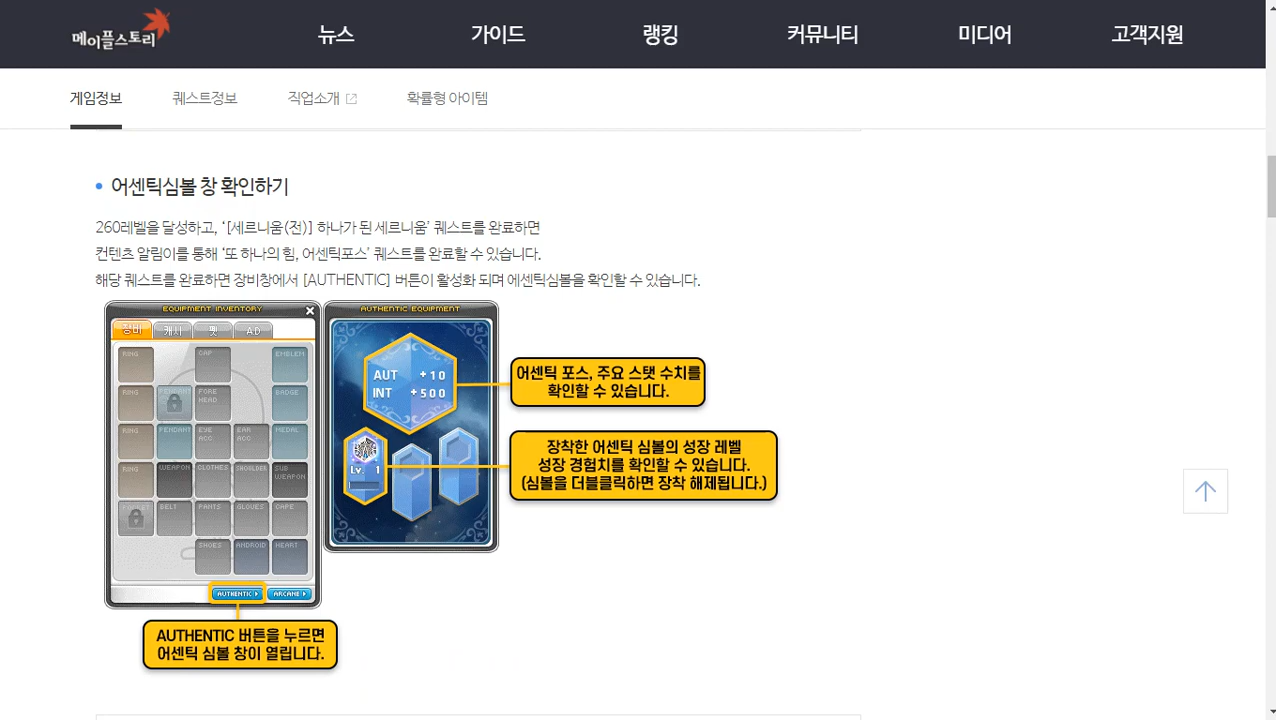 메이플스토리
뉴스
가이드
랭킹
커뮤니티
미디어
고객지원
게임정보
퀘스트정보
직업소개
확률형 아이템
어센틱심볼 창 확인하기
260레벨을 달성하고, ‘[세르니움(전)] 하나가 된 세르니움’ 퀘스트를 완료하면
컨텐츠 알림이를 통해 ‘또 하나의 힘, 어센틱포스’ 퀘스트를 완료할 수 있습니다.
해당 퀘스트를 완료하면 장비창에서 [AUTHENTIC] 버튼이 활성화 되며 에센틱심볼을 확인할 수 있습니다.
EQUIPMENT INVENTORY
장비
캐시
펫
A.D
RING
CAP
EMBLEM
RING
PENDANT
FORE
HEAD
BADGE
RING
PENDANT
EYE
ACC
EAR
ACC
MEDAL
RING
WEAPON
CLOTHES
SHOULDER
SUB
WEAPON
POCKET
BELT
PANTS
GLOVES
CAPE
SHOES
ANDROID
HEART
AUTHENTIC
ARCANE
AUTHENTIC EQUIPMENT
AUT +10
INT +500
Lv. 1
어센틱 포스, 주요 스탯 수치를
확인할 수 있습니다.
장착한 어센틱 심볼의 성장 레벨
성장 경험치를 확인할 수 있습니다.
(심볼을 더블클릭하면 장착 해제됩니다.)
AUTHENTIC 버튼을 누르면
어센틱 심볼 창이 열립니다.